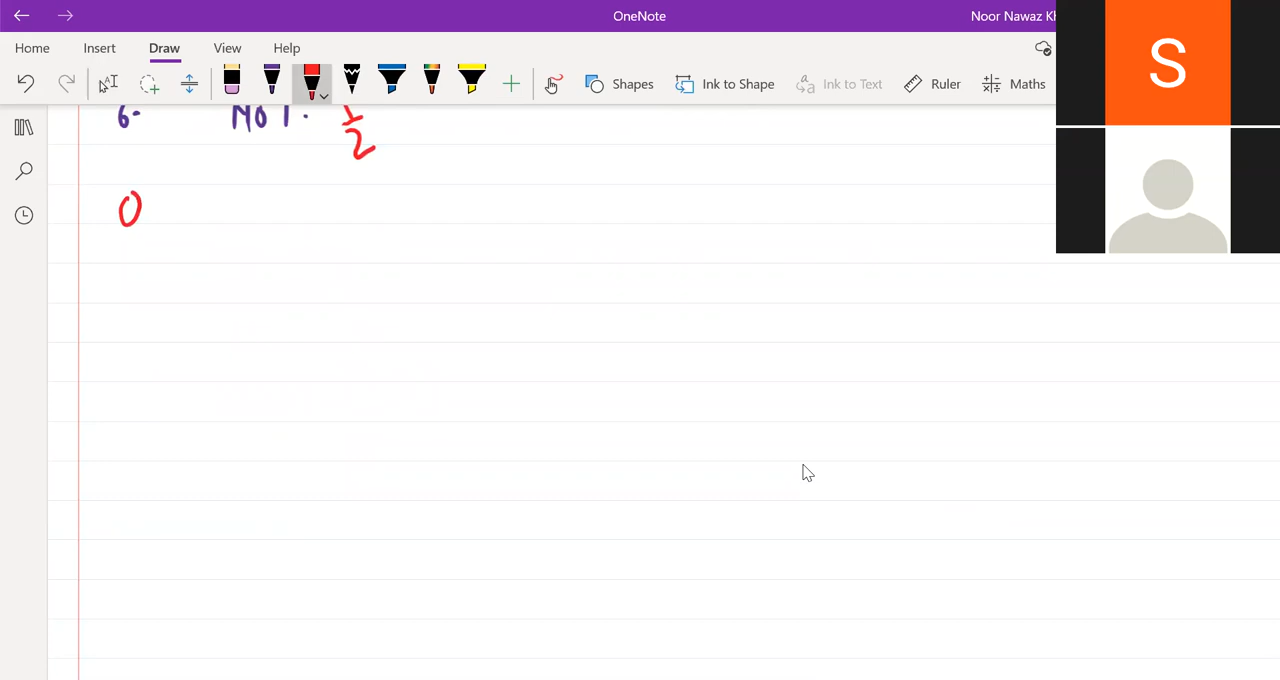 OneNote
Noor Nawaz Kh
Home Insert Draw View Help
Shapes Ink to Shape Ink to Text Ruler Maths
6- NOT. 1/2
0
S